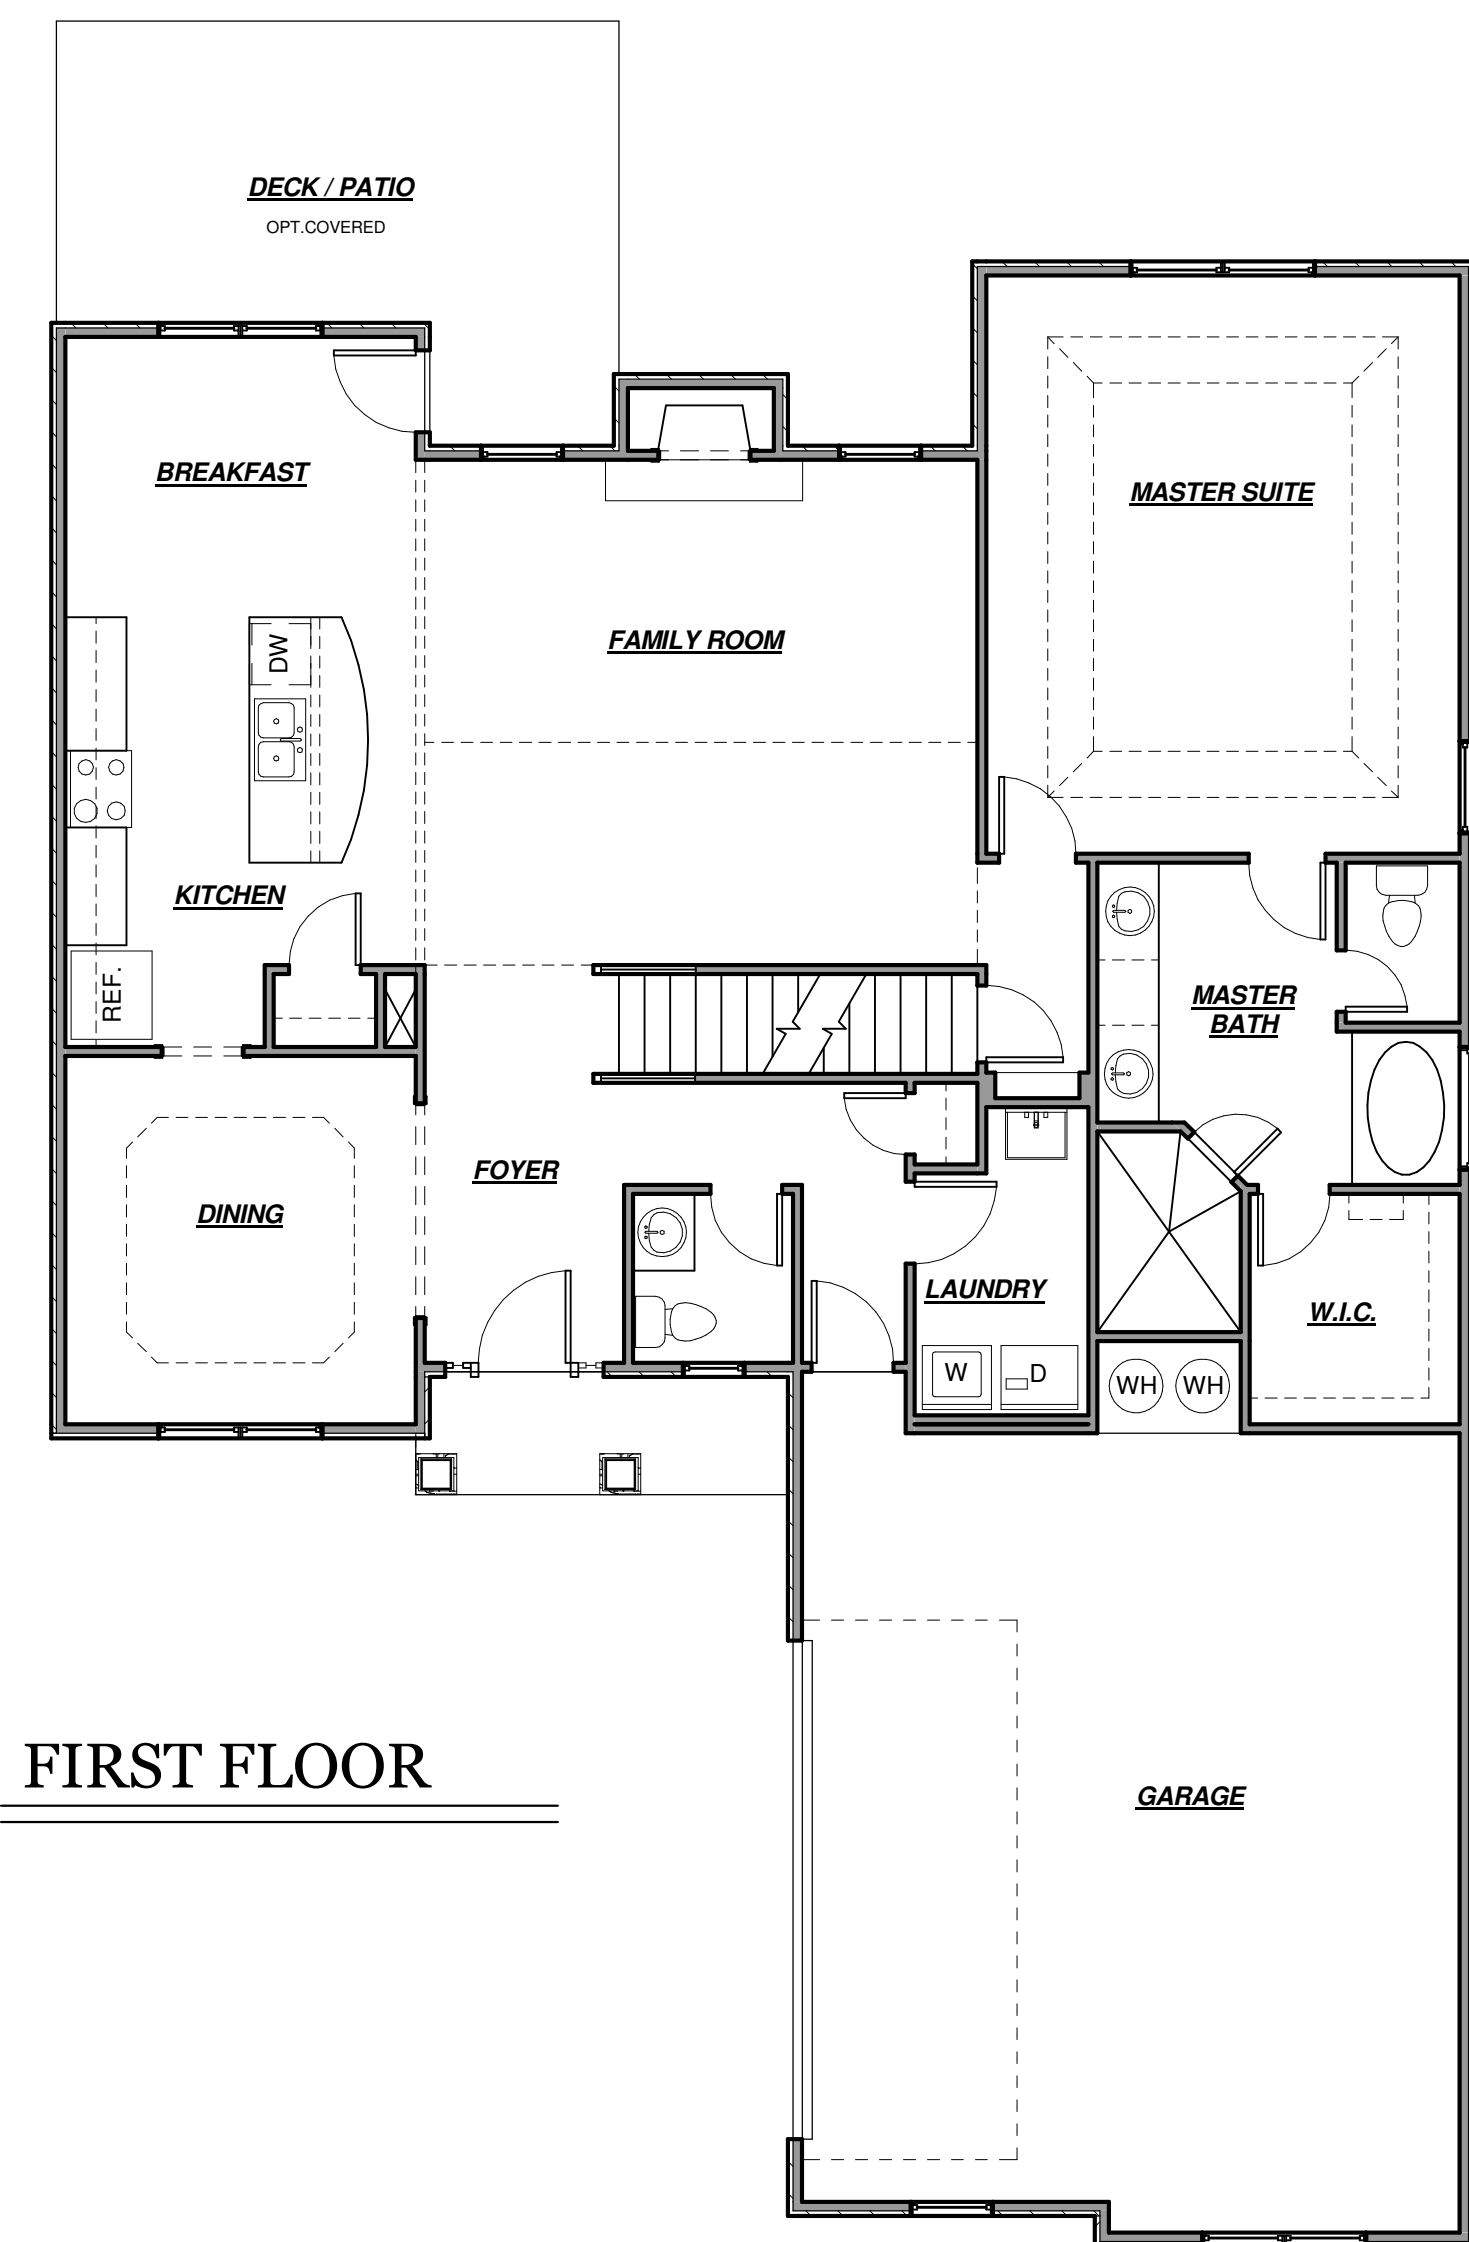 DECK / PATIO
OPT.COVERED
BREAKFAST
MASTER SUITE
FAMILY ROOM
DW
KITCHEN
REF.
MASTER
BATH
FOYER
DINING
LAUNDRY
W.I.C.
W
D
WH
WH
FIRST FLOOR
GARAGE